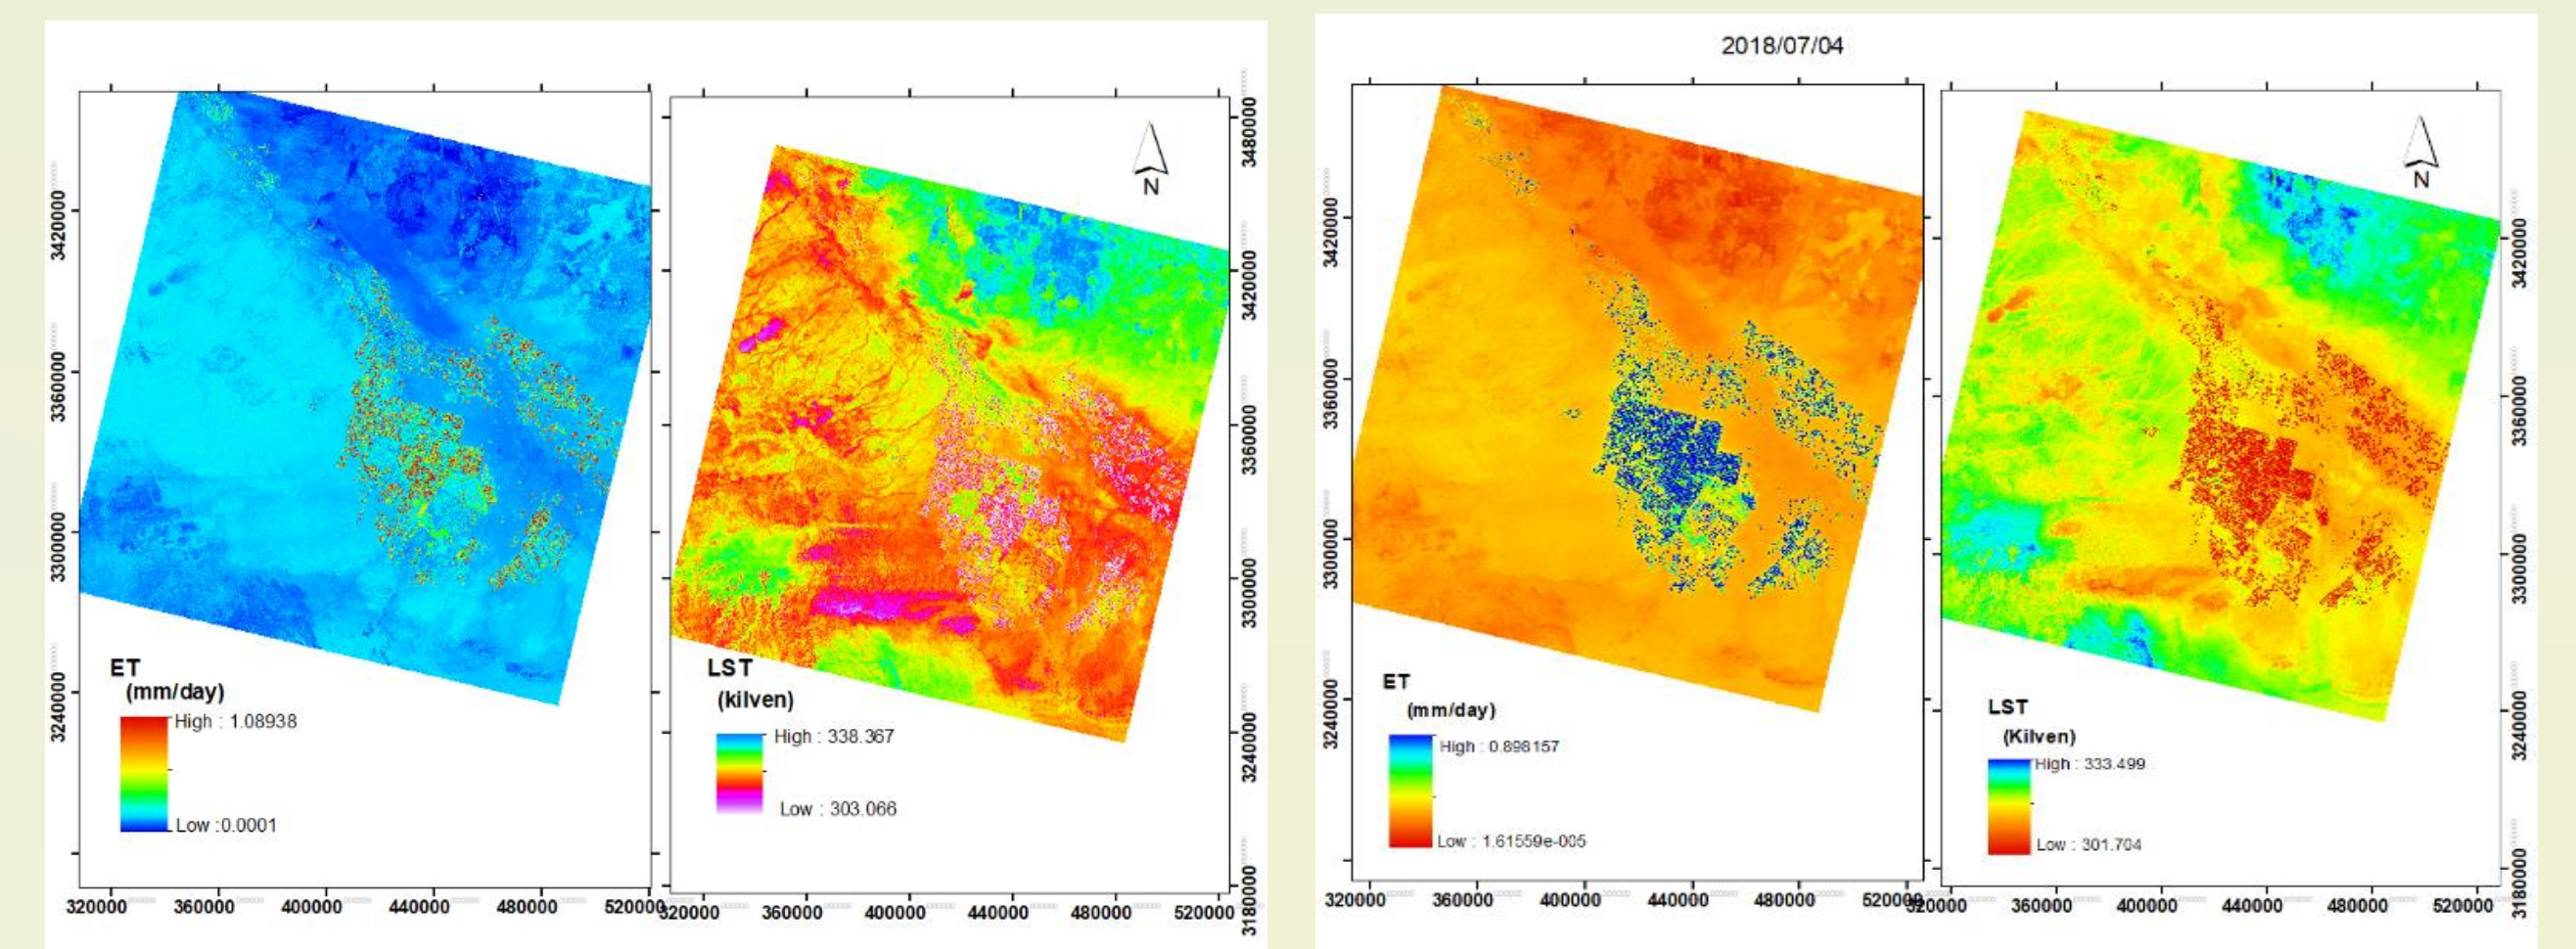 2018/07/04
3420000
3360000
3300000
3240000
ET
(mm/day)
High : 1.08938
Low :0.0001
320000 360000 400000 440000 480000 520000
N
LST
(kilven)
High : 338.367
Low : 303.066
3480000
3420000
3360000
3300000
3240000
3180000
320000 360000 400000 440000 480000 520000
3420000
3360000
3300000
3240000
ET
(mm/day)
High : 0.898157
Low : 1.61559e-005
320000 360000 400000 440000 480000 520000
N
LST
(Kilven)
High : 333.499
Low : 301.704
3420000
3360000
3300000
3240000
3180000
320000 360000 400000 440000 480000 520000